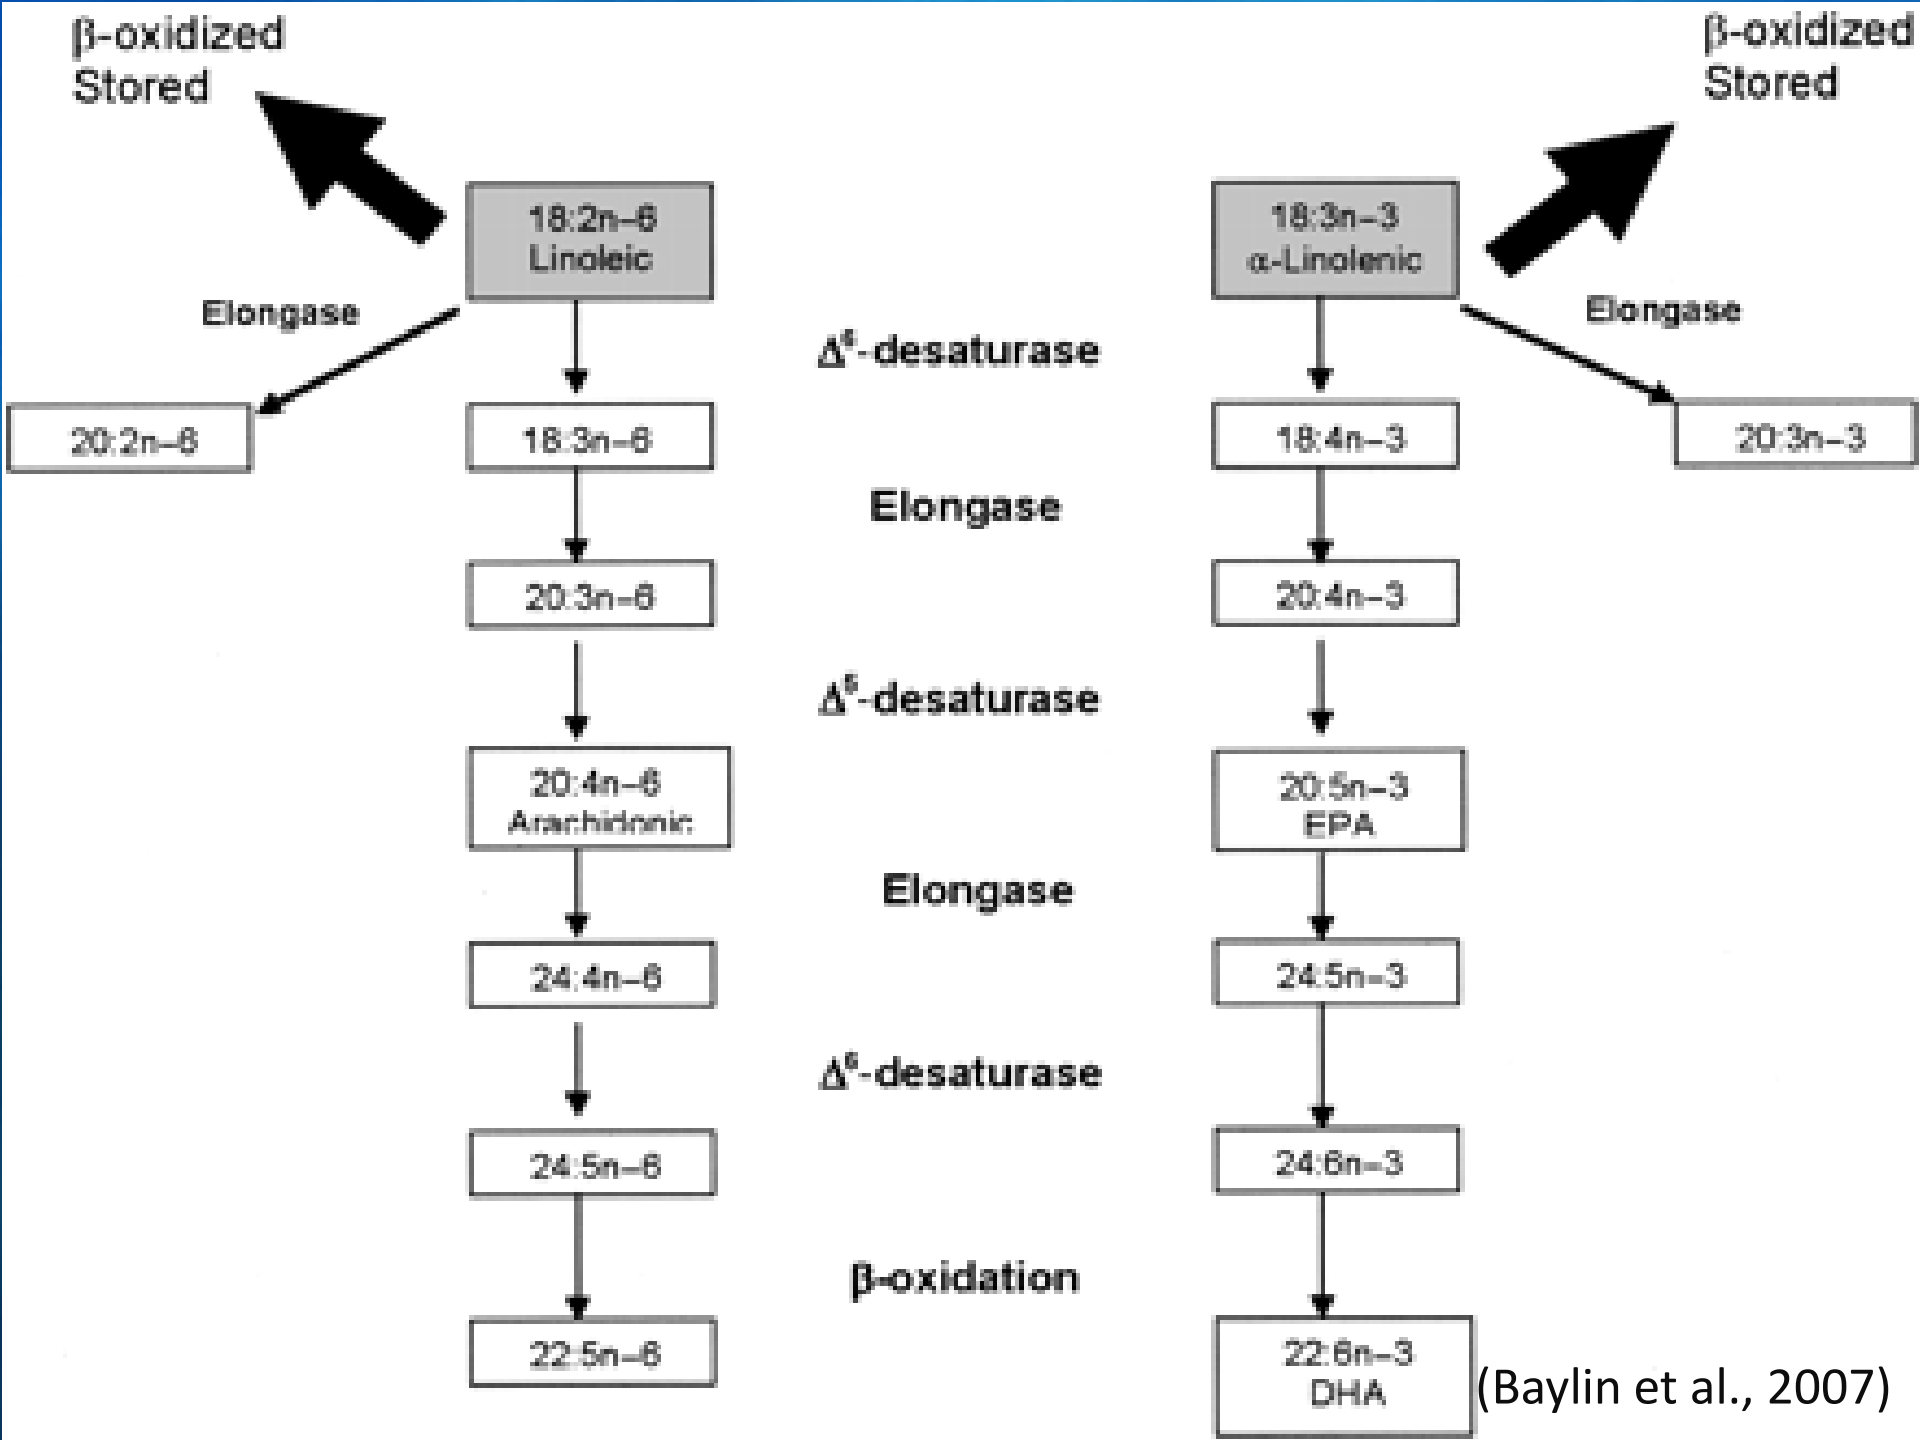 β-oxidized
Stored
β-oxidized
Stored
18:2n–6
Linoleic
18:3n–3
α-Linolenic
Elongase
Elongase
Δ⁶-desaturase
20:2n–6
18:3n–6
18:4n–3
20:3n–3
Elongase
20:3n–6
20:4n–3
Δ⁵-desaturase
20:4n–6
Arachidonic
20:5n–3
EPA
Elongase
24:4n–6
24:5n–3
Δ⁶-desaturase
24:5n–6
24:6n–3
β-oxidation
22:5n–6
22:6n–3
DHA
(Baylin et al., 2007)